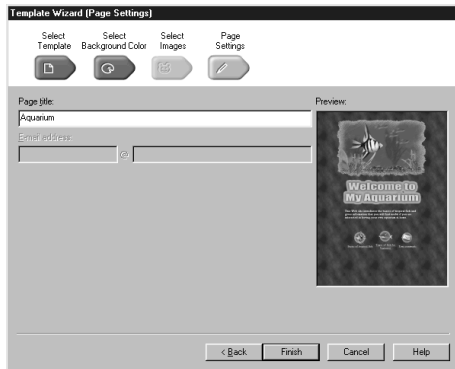 Template Wizard (Page Settings)
Select Template
Select Background Color
Select Images
Page Settings
Page title:
Preview:
Aquarium
E-mail address:
@
Welcome to
My Aquarium
< Back
Finish
Cancel
Help